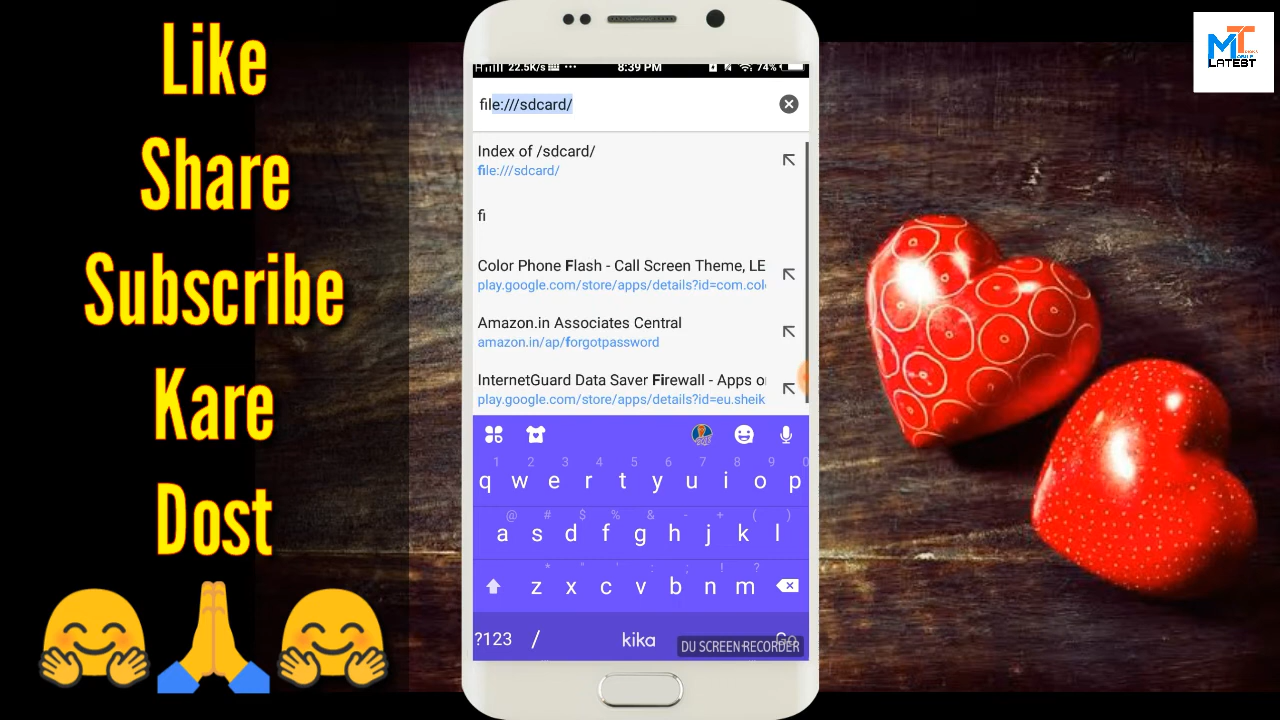 Like
Share
Subscribe
Kare
Dost
22.5K/s ... 8:39 PM 74%
file:///sdcard/
Index of /sdcard/
file:///sdcard/
fi
Color Phone Flash - Call Screen Theme, LE
play.google.com/store/apps/details?id=com.col
Amazon.in Associates Central
amazon.in/ap/forgotpassword
InternetGuard Data Saver Firewall - Apps o
play.google.com/store/apps/details?id=eu.sheik
1 2 3 4 5 6 7 8 9 0
q w e r t y u i o p
@ # $ % & - + ( )
a s d f g h j k l
* " ' : ; ! ?
z x c v b n m
?123 / kika Go
DU SCREEN RECORDER
MT
LATEST